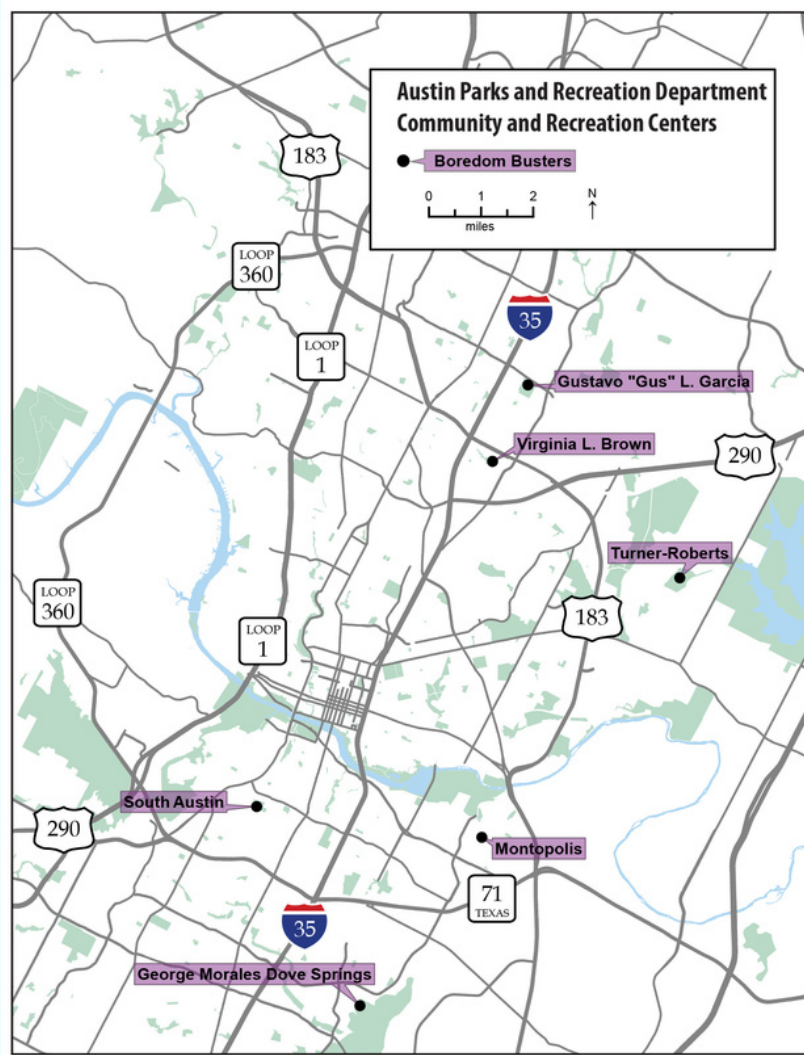 Austin Parks and Recreation Department
Community and Recreation Centers
Boredom Busters
0 1 2
miles
N
183
LOOP
360
LOOP
1
35
Gustavo "Gus" L. Garcia
Virginia L. Brown
290
Turner-Roberts
LOOP
360
183
LOOP
1
South Austin
290
Montopolis
71
TEXAS
35
George Morales Dove Springs